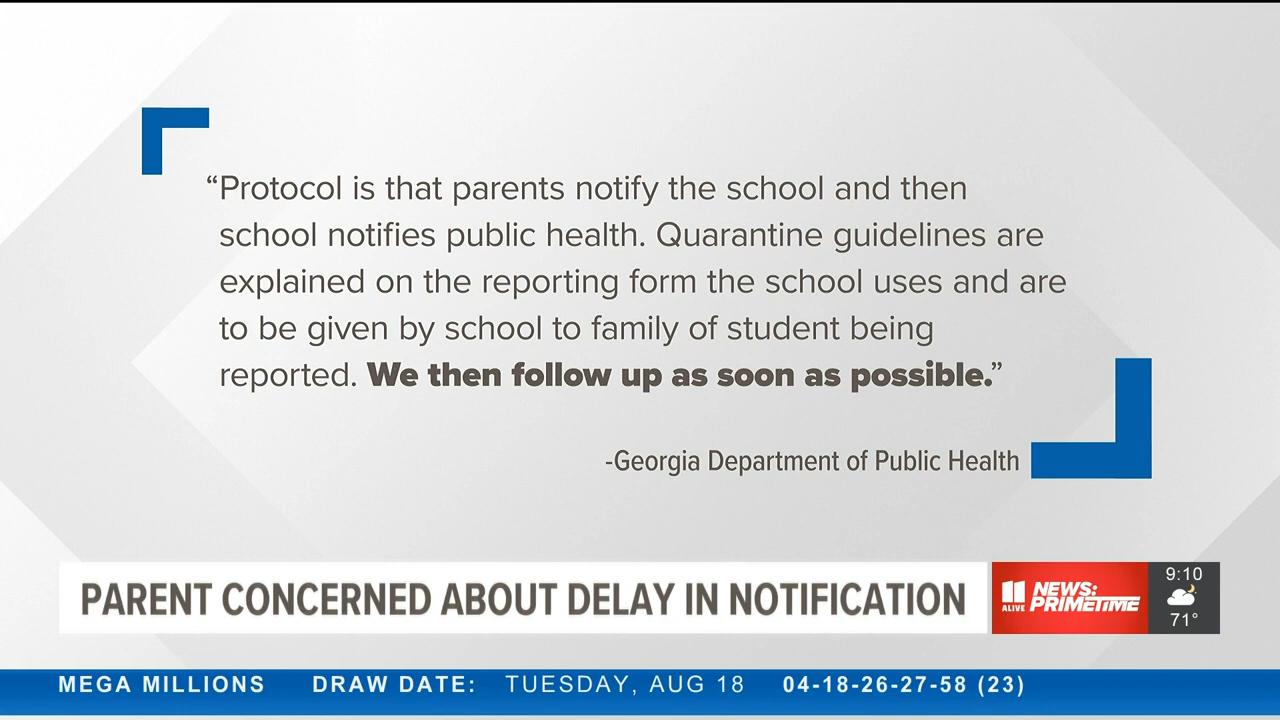 “Protocol is that parents notify the school and then
school notifies public health. Quarantine guidelines are
explained on the reporting form the school uses and are
to be given by school to family of student being
reported. We then follow up as soon as possible.”
-Georgia Department of Public Health
PARENT CONCERNED ABOUT DELAY IN NOTIFICATION
11 ALIVE NEWS: PRIMETIME
9:10
71°
MEGA MILLIONS DRAW DATE: TUESDAY, AUG 18 04-18-26-27-58 (23)